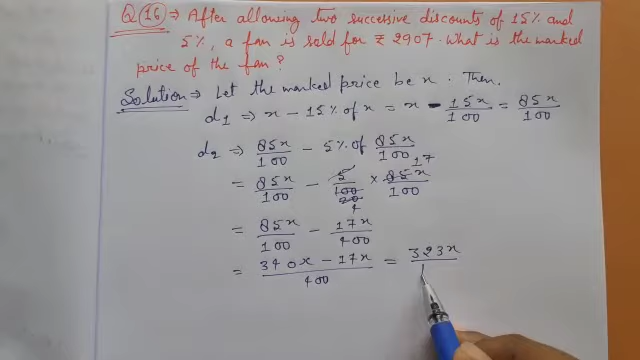 Q.(16) ⇒ After allowing two successive discounts of 15% and
5%, a fan is sold for ₹ 2907. What is the marked
price of the fan?
Solution ⇒ Let the marked price be x. Then,
d₁ ⇒ x - 15% of x = x - 15x/100 = 85x/100
d₂ ⇒ 85x/100 - 5% of 85x/100
= 85x/100 - 5/100 20 4 × 85x/100 17
= 85x/100 - 17x/400
= 340x - 17x/400 = 323x